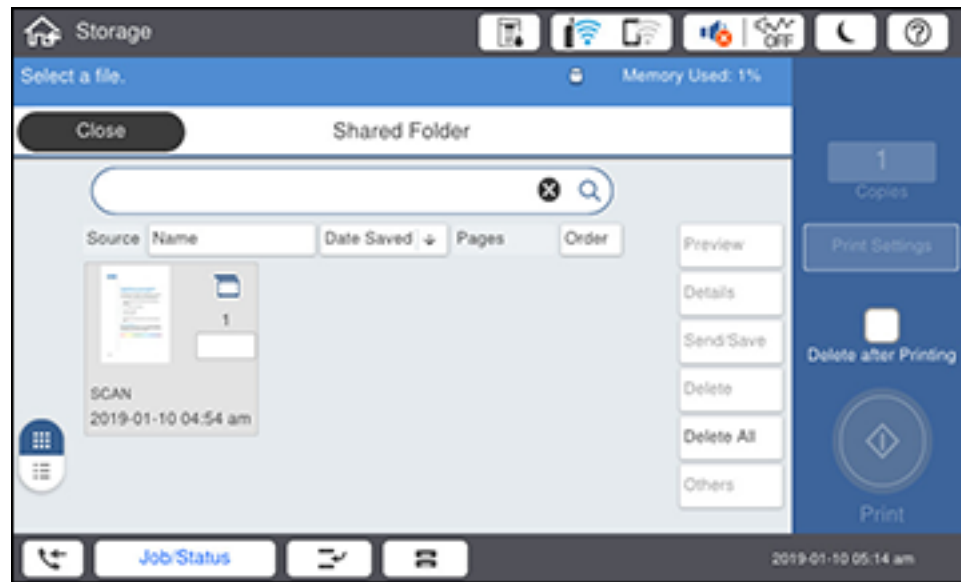 Storage
OFF
Select a file.
Memory Used: 1%
Close
Shared Folder
1
Copies
Source
Name
Date Saved
Pages
Order
Preview
Print Settings
Details
1
Send/Save
Delete after Printing
SCAN
Delete
2019-01-10 04:54 am
Delete All
Others
Print
Job/Status
2019-01-10 05:14 am